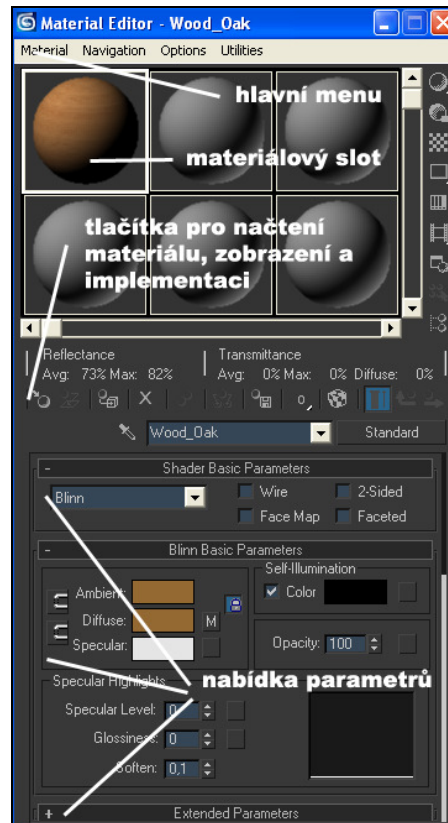 Material Editor - Wood_Oak
Material Navigation Options Utilities
hlavní menu
materiálový slot
tlačítka pro načtení
materiálu, zobrazení a
implementaci
Reflectance
Avg: 73% Max: 82%
Transmittance
Avg: 0% Max: 0% Diffuse: 0%
Wood_Oak
Standard
- Shader Basic Parameters
Blinn
Wire 2-Sided
Face Map Faceted
- Blinn Basic Parameters
Self-Illumination
Ambient:
Color
Diffuse: M
Specular:
Opacity: 100
nabídka parametrů
Specular Highlights
Specular Level: 0
Glossiness: 0
Soften: 0,1
+ Extended Parameters